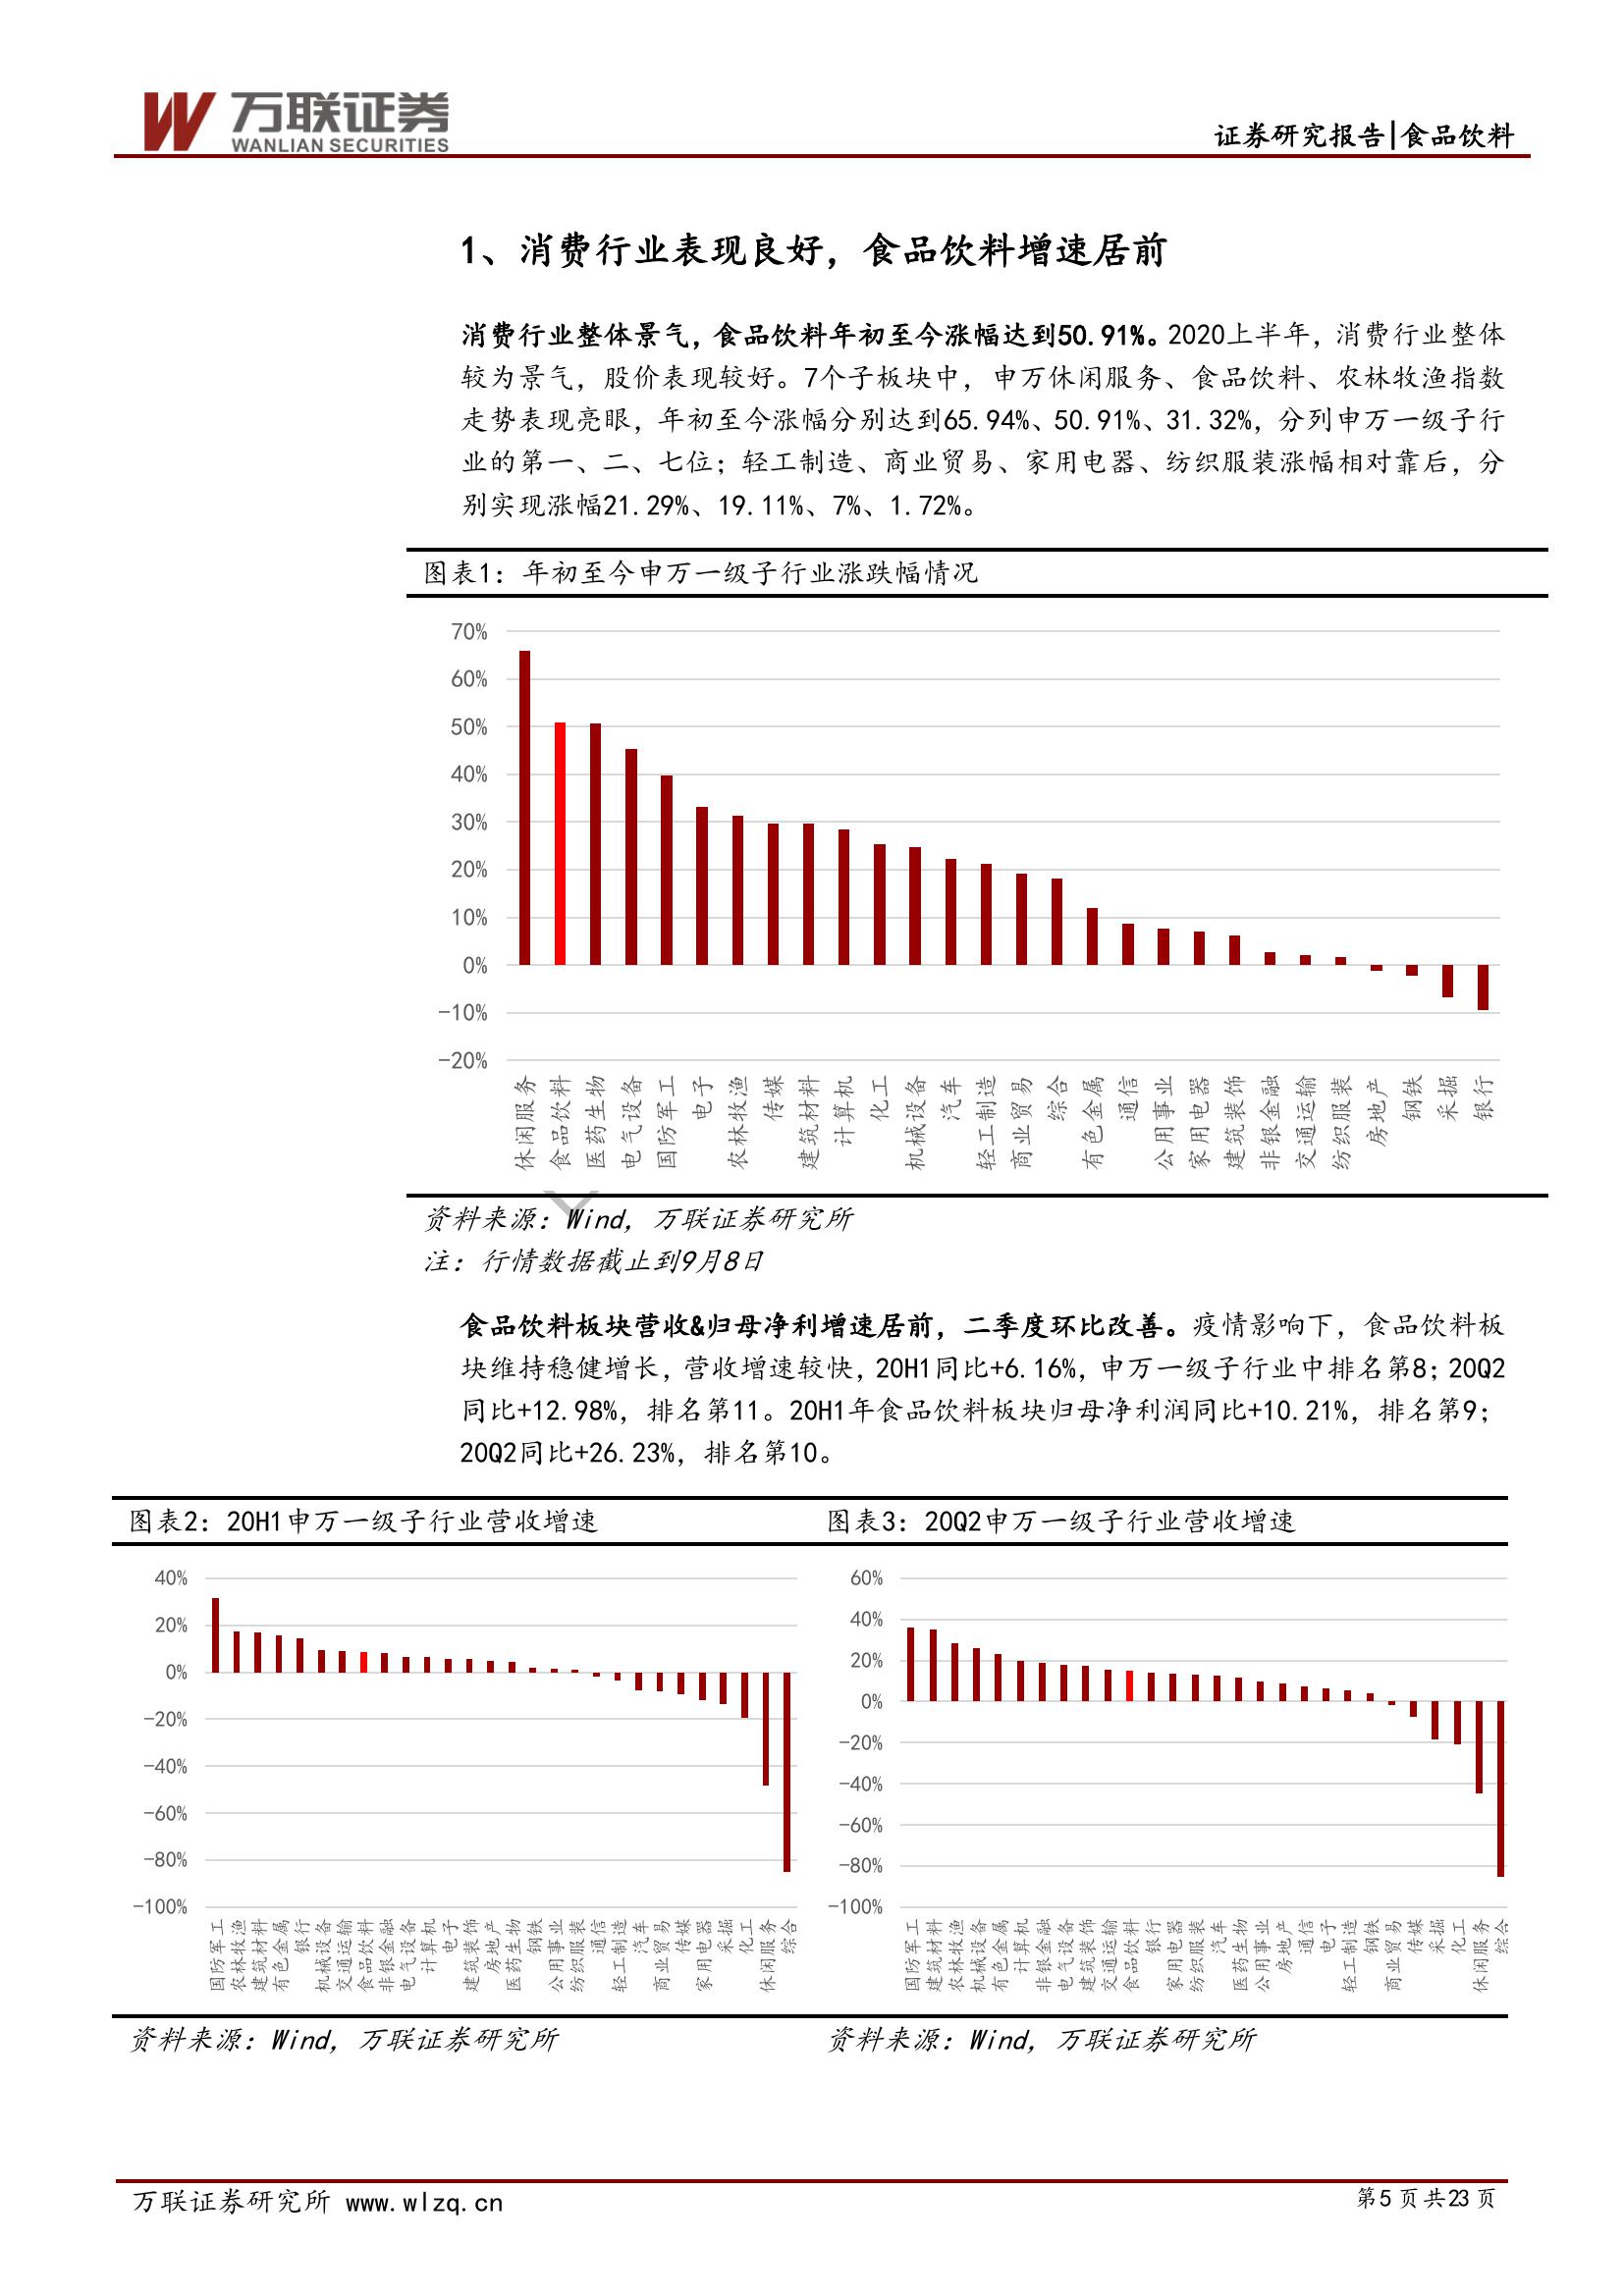 万联证券
WANLIAN SECURITIES
证券研究报告|食品饮料
1、消费行业表现良好，食品饮料增速居前
消费行业整体景气，食品饮料年初至今涨幅达到50.91%。2020上半年，消费行业整体
较为景气，股价表现较好。7个子板块中，申万休闲服务、食品饮料、农林牧渔指数
走势表现亮眼，年初至今涨幅分别达到65.94%、50.91%、31.32%，分列申万一级子行
业的第一、二、七位；轻工制造、商业贸易、家用电器、纺织服装涨幅相对靠后，分
别实现涨幅21.29%、19.11%、7%、1.72%。
图表1：年初至今申万一级子行业涨跌幅情况
70%
60%
50%
40%
30%
20%
10%
0%
-10%
-20%
休闲服务
食品饮料
医药生物
电气设备
国防军工
电子
农林牧渔
传媒
建筑材料
计算机
化工
机械设备
汽车
轻工制造
商业贸易
综合
有色金属
通信
公用事业
家用电器
建筑装饰
非银金融
交通运输
纺织服装
房地产
钢铁
采掘
银行
资料来源：Wind，万联证券研究所
注：行情数据截止到9月8日
食品饮料板块营收&归母净利增速居前，二季度环比改善。疫情影响下，食品饮料板
块维持稳健增长，营收增速较快，20H1同比+6.16%，申万一级子行业中排名第8；20Q2
同比+12.98%，排名第11。20H1年食品饮料板块归母净利润同比+10.21%，排名第9；
20Q2同比+26.23%，排名第10。
图表2：20H1申万一级子行业营收增速
40%
20%
0%
-20%
-40%
-60%
-80%
-100%
国防军工
农林牧渔
建筑材料
有色金属
银行
机械设备
交通运输
食品饮料
非银金融
电气设备
计算机
电子
建筑装饰
房地产
医药生物
钢铁
公用事业
纺织服装
通信
轻工制造
汽车
商业贸易
传媒
家用电器
采掘
化工
休闲服务
综合
资料来源：Wind，万联证券研究所
图表3：20Q2申万一级子行业营收增速
60%
40%
20%
0%
-20%
-40%
-60%
-80%
-100%
国防军工
建筑材料
农林牧渔
机械设备
有色金属
计算机
非银金融
电气设备
建筑装饰
交通运输
食品饮料
银行
家用电器
纺织服装
汽车
医药生物
公用事业
房地产
通信
电子
轻工制造
钢铁
商业贸易
传媒
采掘
化工
休闲服务
综合
资料来源：Wind，万联证券研究所
万联证券研究所 www.wlzq.cn
第5页共23页